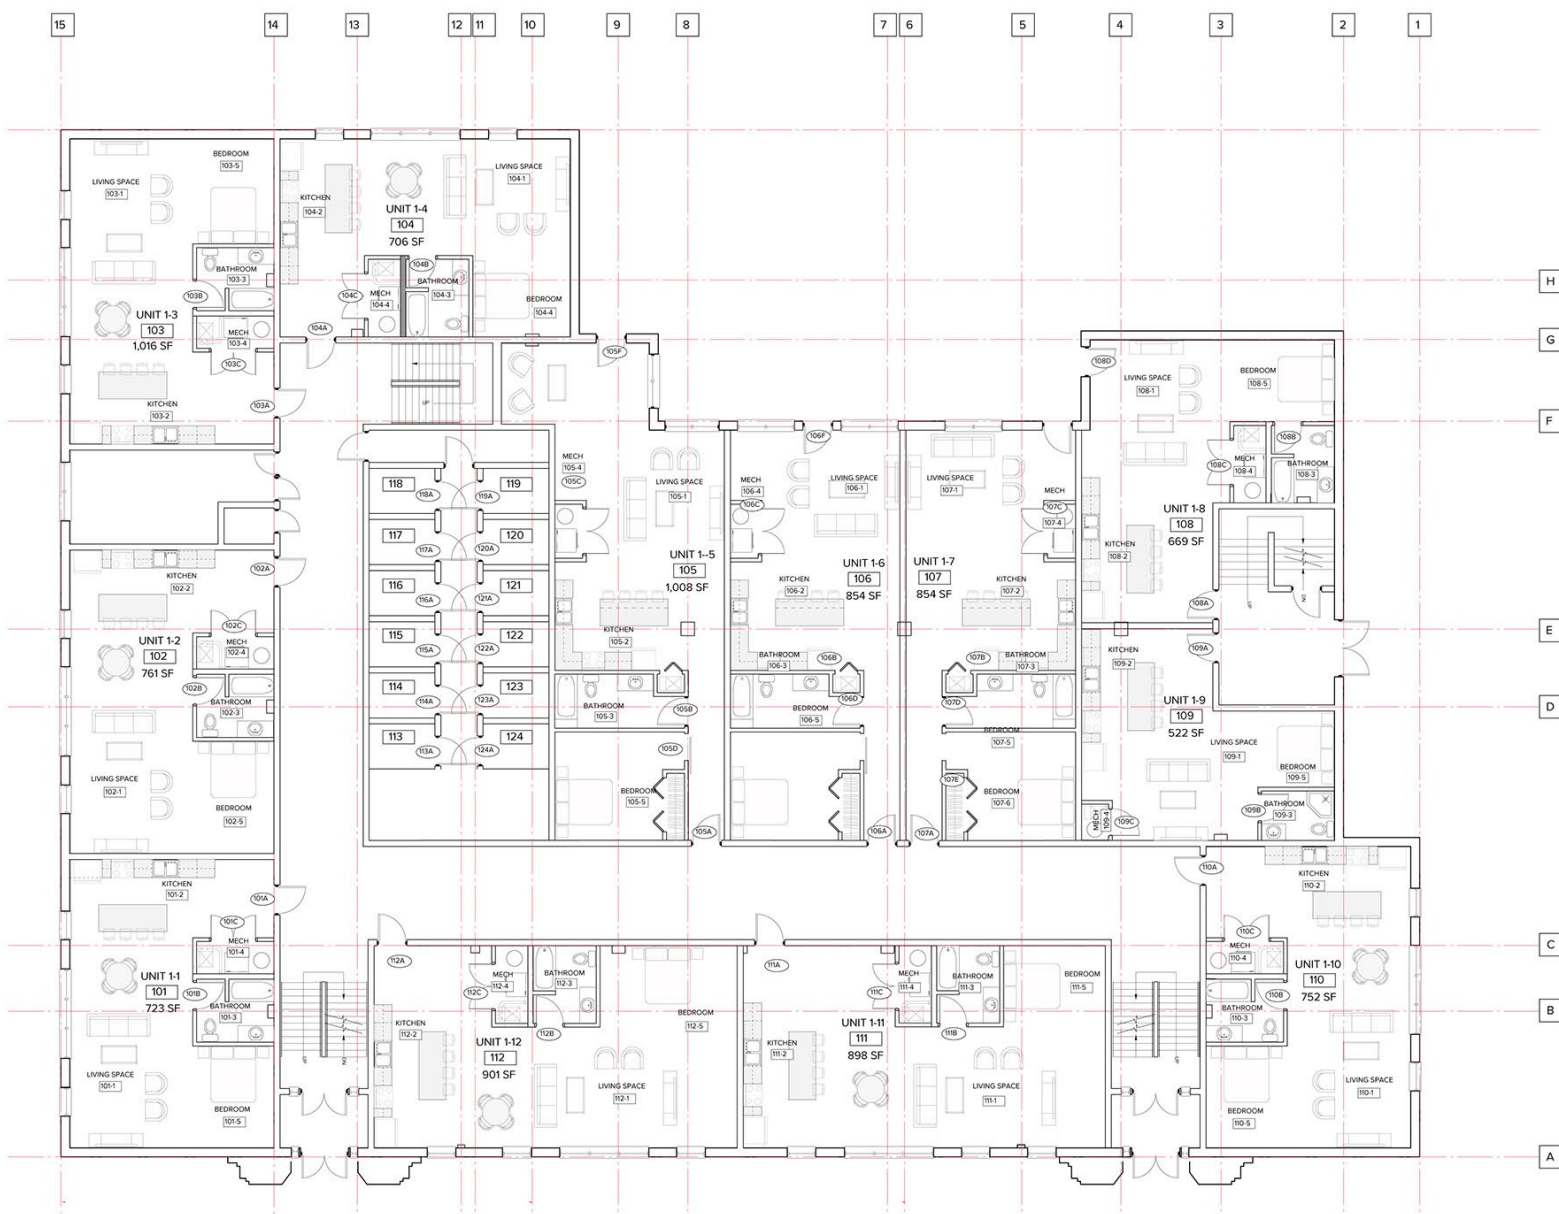 15
14
13
12
11
10
9
8
7
6
5
4
3
2
1
H
G
F
E
D
C
B
A
BEDROOM
103-5
LIVING SPACE
103-1
BATHROOM
103-3
103B
UNIT 1-3
103
1,016 SF
MECH
103-4
103C
KITCHEN
103-2
103A
KITCHEN
104-2
UNIT 1-4
104
706 SF
LIVING SPACE
104-1
104B
BATHROOM
104-3
104C
MECH
104-4
BEDROOM
104-4
104A
UP
105F
102A
KITCHEN
102-2
102C
UNIT 1-2
102
761 SF
MECH
102-4
102B
BATHROOM
102-3
LIVING SPACE
102-1
BEDROOM
102-5
118
118A
119A
119
117
117A
120A
120
116
116A
121A
121
115
115A
122A
122
114
114A
123A
123
113
113A
124A
124
MECH
105-4
105C
LIVING SPACE
105-1
UNIT 1--5
105
1,008 SF
KITCHEN
105-2
BATHROOM
105-3
105B
105D
BEDROOM
105-5
105A
106F
MECH
106-4
106C
LIVING SPACE
106-1
UNIT 1-6
106
854 SF
KITCHEN
106-2
BATHROOM
106-3
106B
106D
BEDROOM
106-5
106A
LIVING SPACE
107-1
MECH
107C
107-4
UNIT 1-7
107
854 SF
KITCHEN
107-2
107B
BATHROOM
107-3
107D
BEDROOM
107-5
107E
BEDROOM
107-6
107A
108D
LIVING SPACE
108-1
BEDROOM
108-5
108B
108C
MECH
108-4
BATHROOM
108-3
UNIT 1-8
108
669 SF
KITCHEN
108-2
108A
UP
DN
109A
KITCHEN
109-2
UNIT 1-9
109
522 SF
LIVING SPACE
109-1
BEDROOM
109-5
MECH
109-4
109C
109B
BATHROOM
109-3
KITCHEN
101-2
101A
101C
MECH
101-4
UNIT 1-1
101
723 SF
101B
BATHROOM
101-3
LIVING SPACE
101-1
BEDROOM
101-5
UP
DN
112A
MECH
112-4
112C
BATHROOM
112-3
KITCHEN
112-2
112B
BEDROOM
112-5
UNIT 1-12
112
901 SF
LIVING SPACE
112-1
111A
MECH
111-4
111C
BATHROOM
111-3
BEDROOM
111-5
KITCHEN
111-2
111B
UNIT 1-11
111
898 SF
LIVING SPACE
111-1
UP
DN
110A
KITCHEN
110-2
110C
MECH
110-4
UNIT 1-10
110
752 SF
110B
BATHROOM
110-3
LIVING SPACE
110-1
BEDROOM
110-5